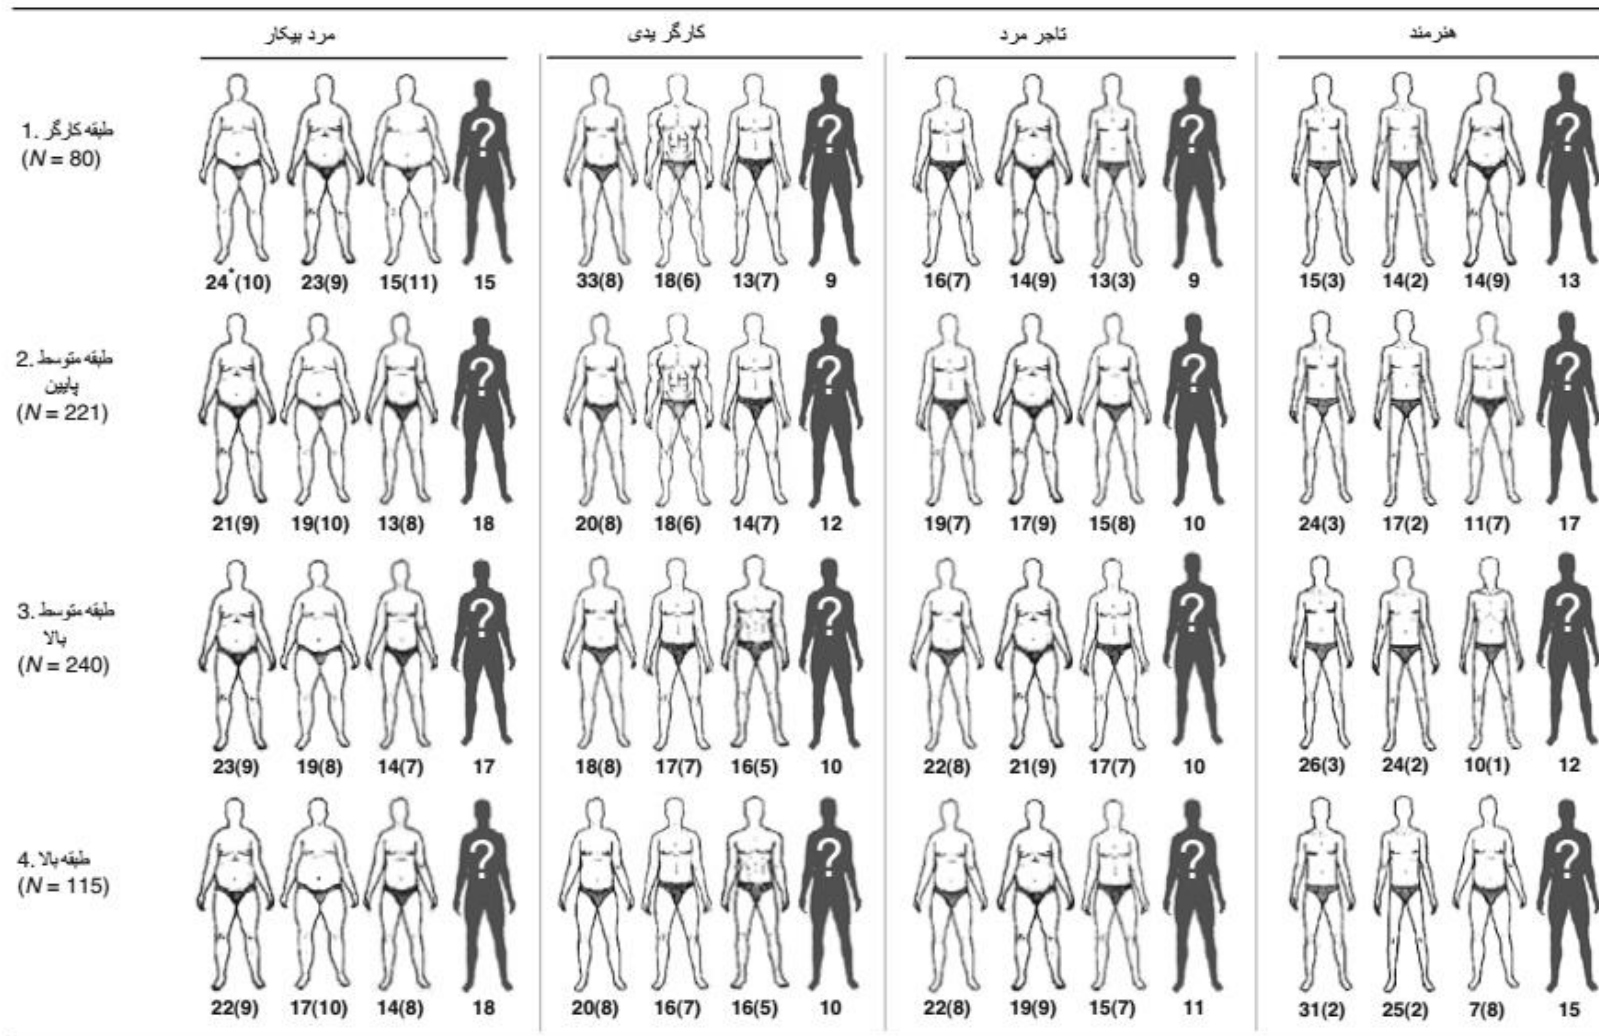 مرد بیکار کارگر یدی تاجر مرد هنرمند
1. طبقه کارگر
(N = 80)
? ? ? ?
24*(10) 23(9) 15(11) 15 33(8) 18(6) 13(7) 9 16(7) 14(9) 13(3) 9 15(3) 14(2) 14(9) 13
2. طبقه متوسط
پایین
(N = 221)
? ? ? ?
21(9) 19(10) 13(8) 18 20(8) 18(6) 14(7) 12 19(7) 17(9) 15(8) 10 24(3) 17(2) 11(7) 17
3. طبقه متوسط
بالا
(N = 240)
? ? ? ?
23(9) 19(8) 14(7) 17 18(8) 17(7) 16(5) 10 22(8) 21(9) 17(7) 10 26(3) 24(2) 10(1) 12
4. طبقه بالا
(N = 115)
? ? ? ?
22(9) 17(10) 14(8) 18 20(8) 16(7) 16(5) 10 22(8) 19(9) 15(7) 11 31(2) 25(2) 7(8) 15